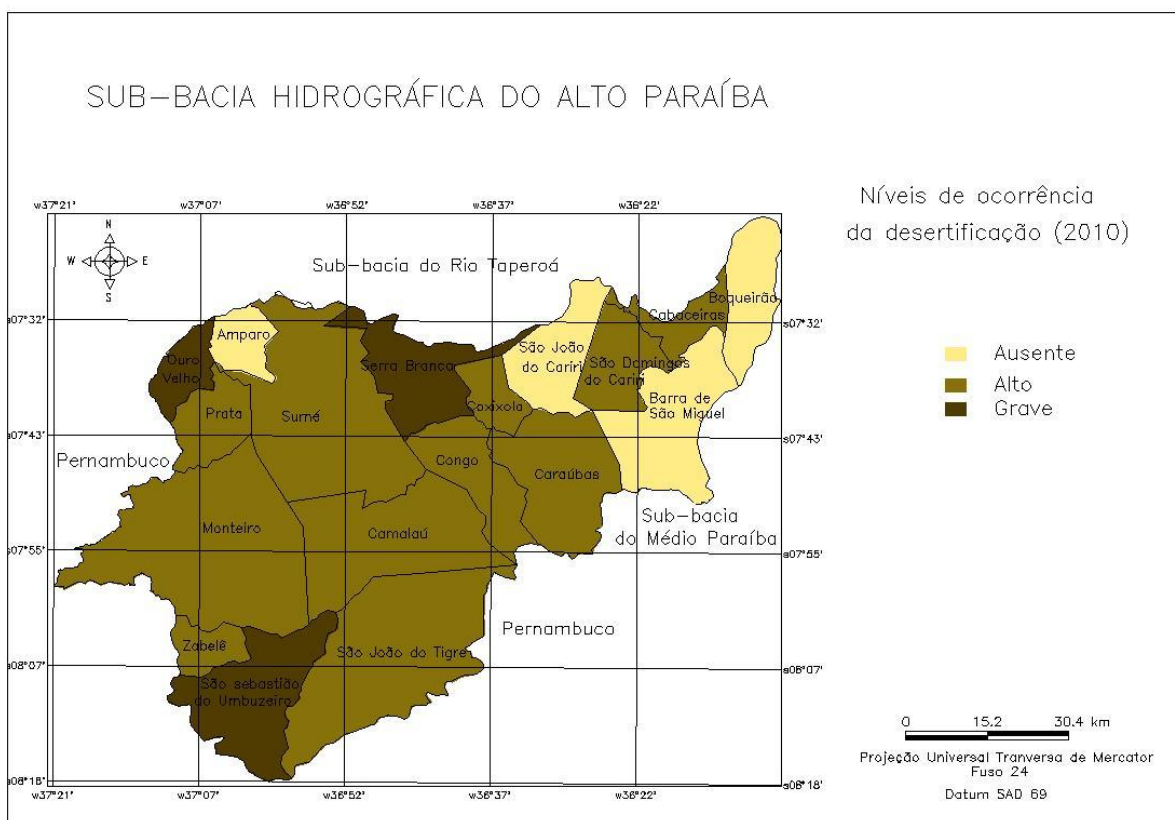 SUB-BACIA HIDROGRÁFICA DO ALTO PARAÍBA
Níveis de ocorrência
da desertificação (2010)
Ausente
Alto
Grave
w37°21' w37°07' w36°52' w36°37' w36°22'
N
W E
S
Sub-bacia do Rio Taperoá
s07°32' s07°32'
Boqueirão
Cabaceiras
Amparo
São João
do Cariri
Ouro
Velho
Serra Branca
São Domingos
do Cariri
Barra de
São Miguel
Prata
Sumé
Coxixola
s07°43' s07°43'
Pernambuco
Congo
Caraúbas
Monteiro
Camalaú
Sub-bacia
do Médio Paraíba
s07°55' s07°55'
Pernambuco
Zabelê
São João do Tigre
s08°07' s08°07'
São sebastião
do Umbuzeiro
s08°18' s08°18'
w37°21' w37°07' w36°52' w36°37' w36°22'
0 15.2 30.4 km
Projeção Universal Tranversa de Mercator
Fuso 24
Datum SAD 69